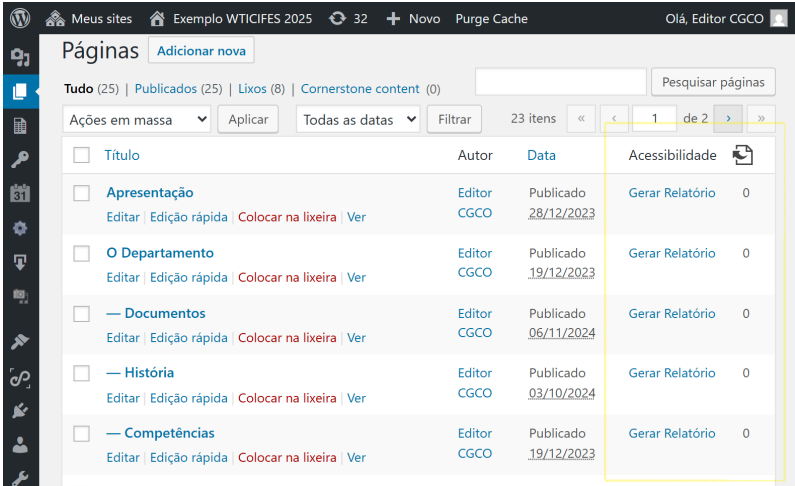 Meus sites Exemplo WTICIFES 2025 32 Novo Purge Cache Olá, Editor CGCO
Páginas Adicionar nova
Tudo (25) | Publicados (25) | Lixos (8) | Cornerstone content (0) Pesquisar páginas
Ações em massa Aplicar Todas as datas Filtrar 23 itens « ‹ 1 de 2 › »
Título Autor Data Acessibilidade
Apresentação Editor CGCO Publicado 28/12/2023 Gerar Relatório 0
Editar | Edição rápida | Colocar na lixeira | Ver
O Departamento Editor CGCO Publicado 19/12/2023 Gerar Relatório 0
Editar | Edição rápida | Colocar na lixeira | Ver
— Documentos Editor CGCO Publicado 06/11/2024 Gerar Relatório 0
Editar | Edição rápida | Colocar na lixeira | Ver
— História Editor CGCO Publicado 03/10/2024 Gerar Relatório 0
Editar | Edição rápida | Colocar na lixeira | Ver
— Competências Editor CGCO Publicado 19/12/2023 Gerar Relatório 0
Editar | Edição rápida | Colocar na lixeira | Ver
31